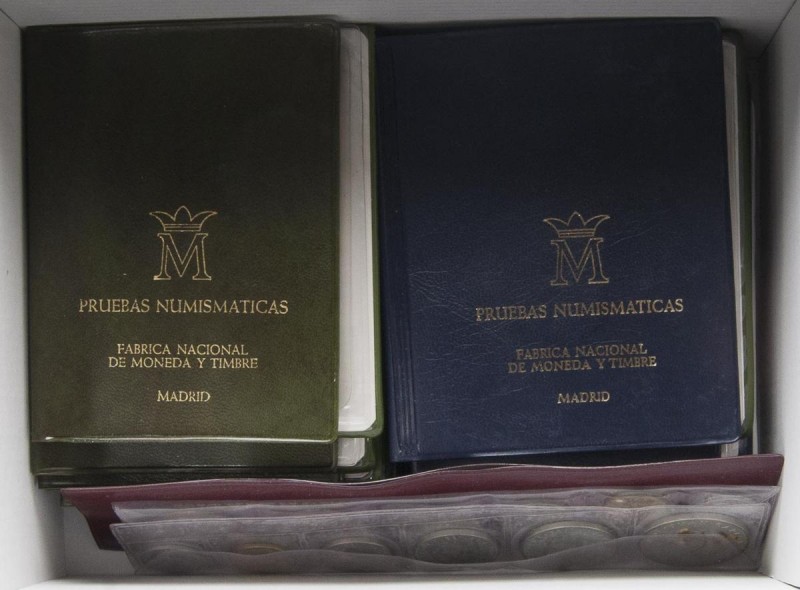 M
PRUEBAS NUMISMATICAS
FABRICA NACIONAL
DE MONEDA Y TIMBRE
MADRID
M
PRUEBAS NUMISMATICAS
FABRICA NACIONAL
DE MONEDA Y TIMBRE
MADRID